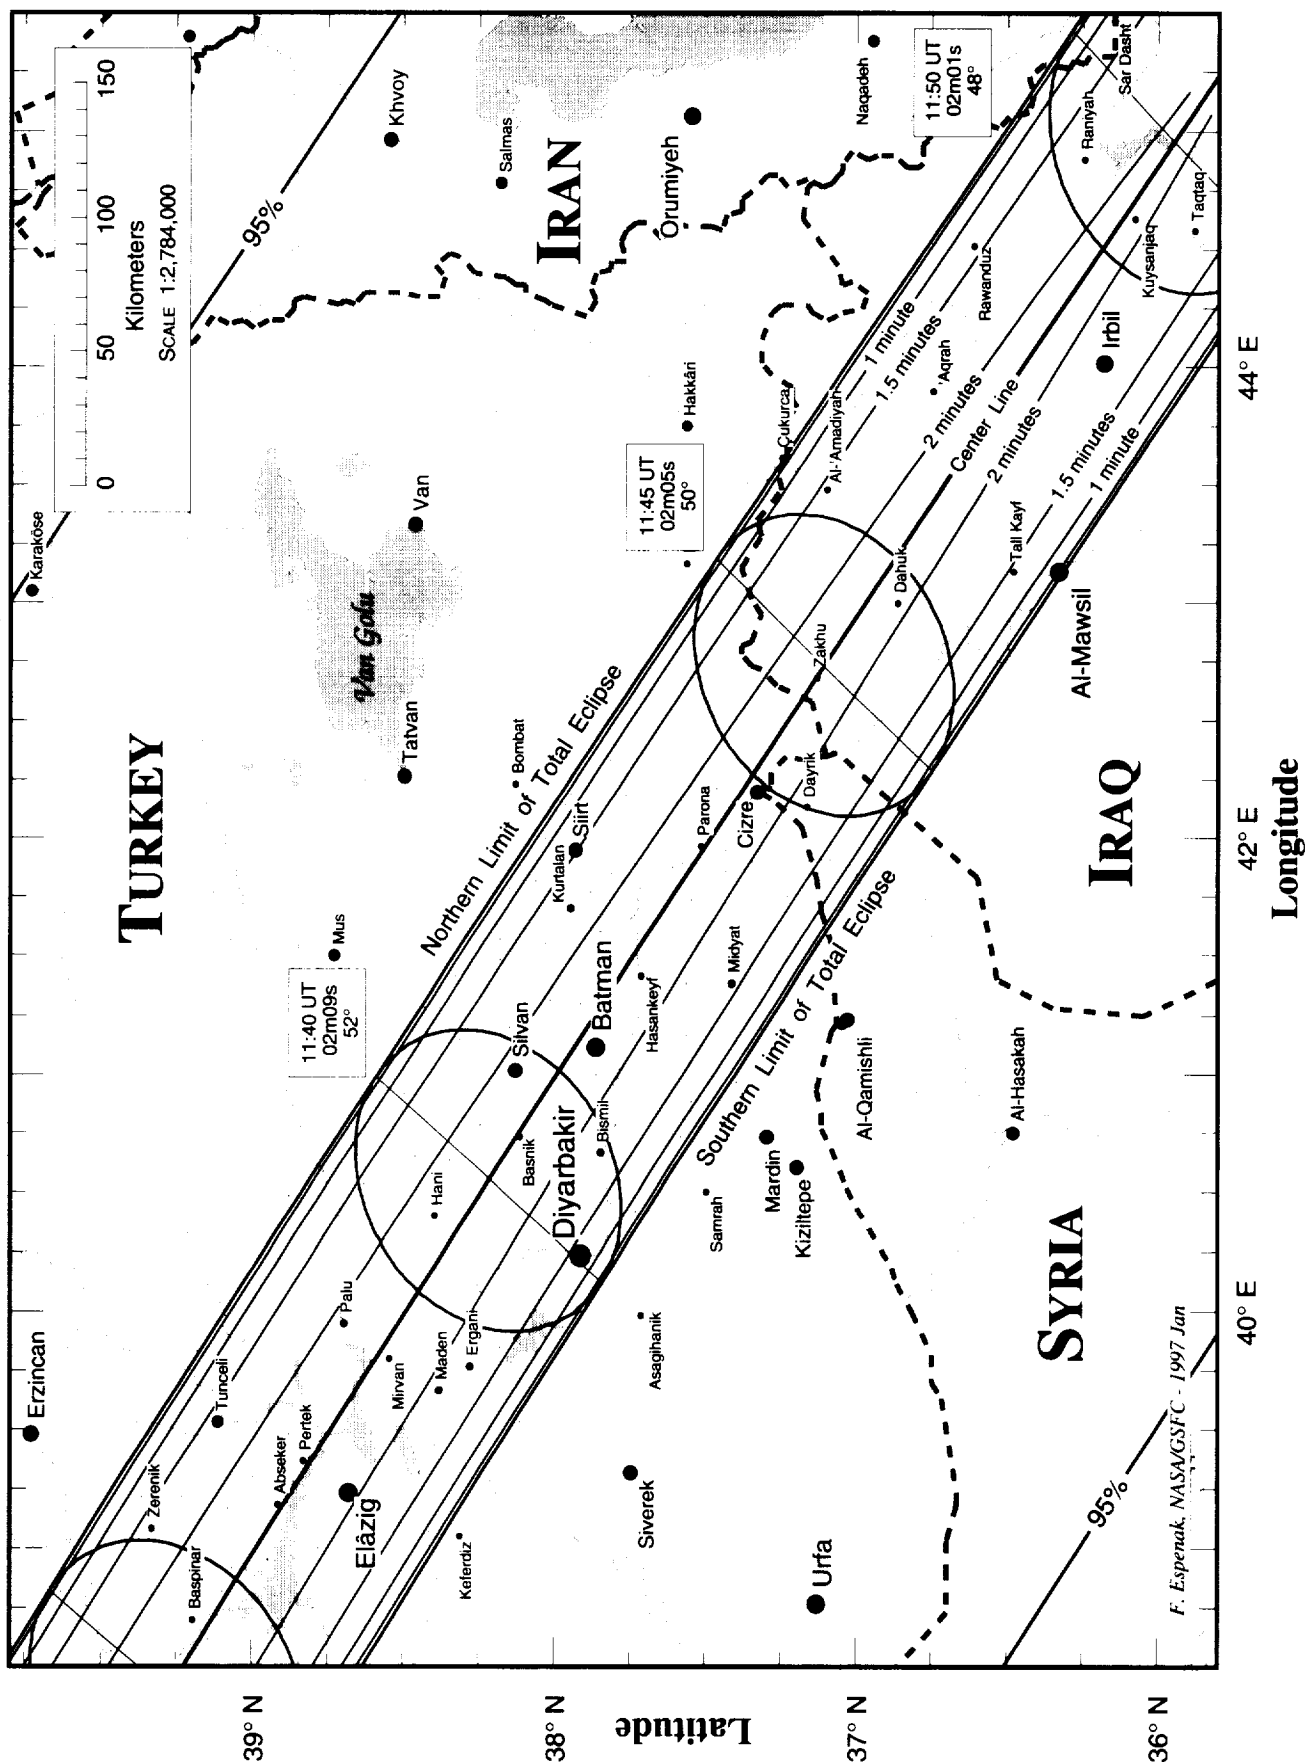 TURKEY
IRAN
IRAQ
SYRIA
0 50 100 150
Kilometers
SCALE 1:2,784,000
Erzincan
Karaköse
95%
Khvoy
Salmas
Orumiyeh
Naqadeh
Van Golu
Van
Tatvan
Mus
Bombat
Hakkâri
Zerenik
Tunceli
Baspinar
Abseker
Pertek
Elâzig
Palu
Mirvan
Maden
Ergani
Keferdiz
Hani
Basnik
Silvan
Diyarbakir
Bismil
Batman
Hasankeyf
Kurtalan
Siirt
Parona
Midyat
Cizre
Dayrik
Zakhu
Dahuk
Çukurca
Al-'Amadiyah
'Aqrah
Rawanduz
Tall Kayf
Al-Mawsil
Irbil
Kuysanjaq
Taqtaq
Raniyah
Sar Dasht
Siverek
Asagihanik
Samrah
Mardin
Kiziltepe
Al-Qamishli
Al-Hasakah
Urfa
95%
11:40 UT
02m09s
52°
11:45 UT
02m05s
50°
11:50 UT
02m01s
48°
Northern Limit of Total Eclipse
Southern Limit of Total Eclipse
1 minute
1.5 minutes
2 minutes
Center Line
2 minutes
1.5 minutes
1 minute
F. Espenak, NASA/GSFC - 1997 Jan
39° N
38° N
37° N
36° N
Latitude
40° E
42° E
44° E
Longitude